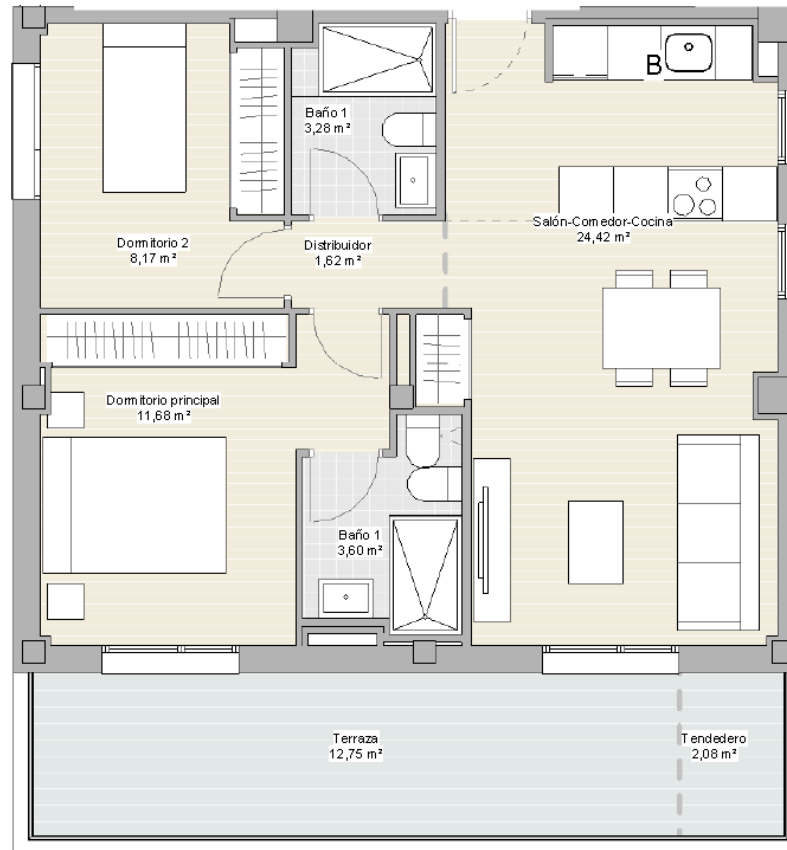 B
Baño 1
3,28 m²
Salón-Comedor-Cocina
24,42 m²
Dormitorio 2
8,17 m²
Distribuidor
1,62 m²
Dormitorio principal
11,68 m²
Baño 1
3,60 m²
Terraza
12,75 m²
Tendedero
2,08 m²